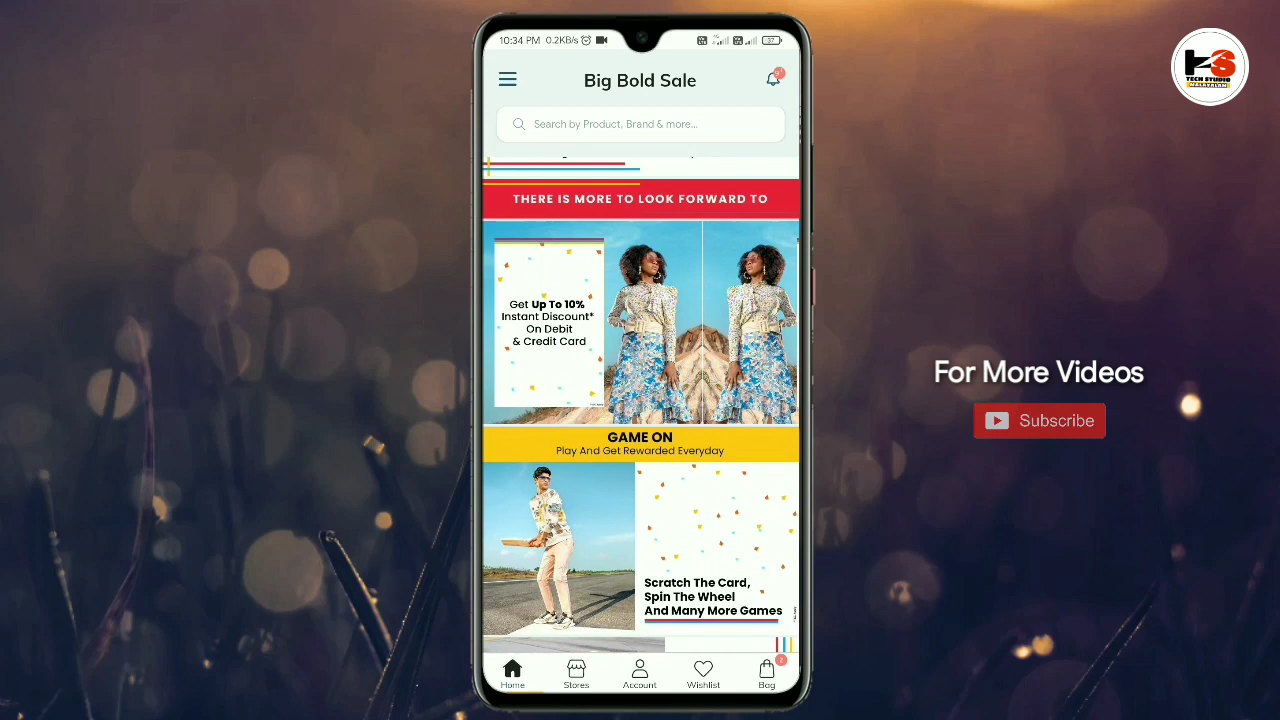 10:34 PM 0.2KB/s
37
Big Bold Sale
Search by Product, Brand & more...
THERE IS MORE TO LOOK FORWARD TO
Get Up To 10%
Instant Discount*
On Debit
& Credit Card
GAME ON
Play And Get Rewarded Everyday
Scratch The Card,
Spin The Wheel
And Many More Games
Home
Stores
Account
Wishlist
Bag
2
TECH STUDIO
MALAYALAM
For More Videos
Subscribe